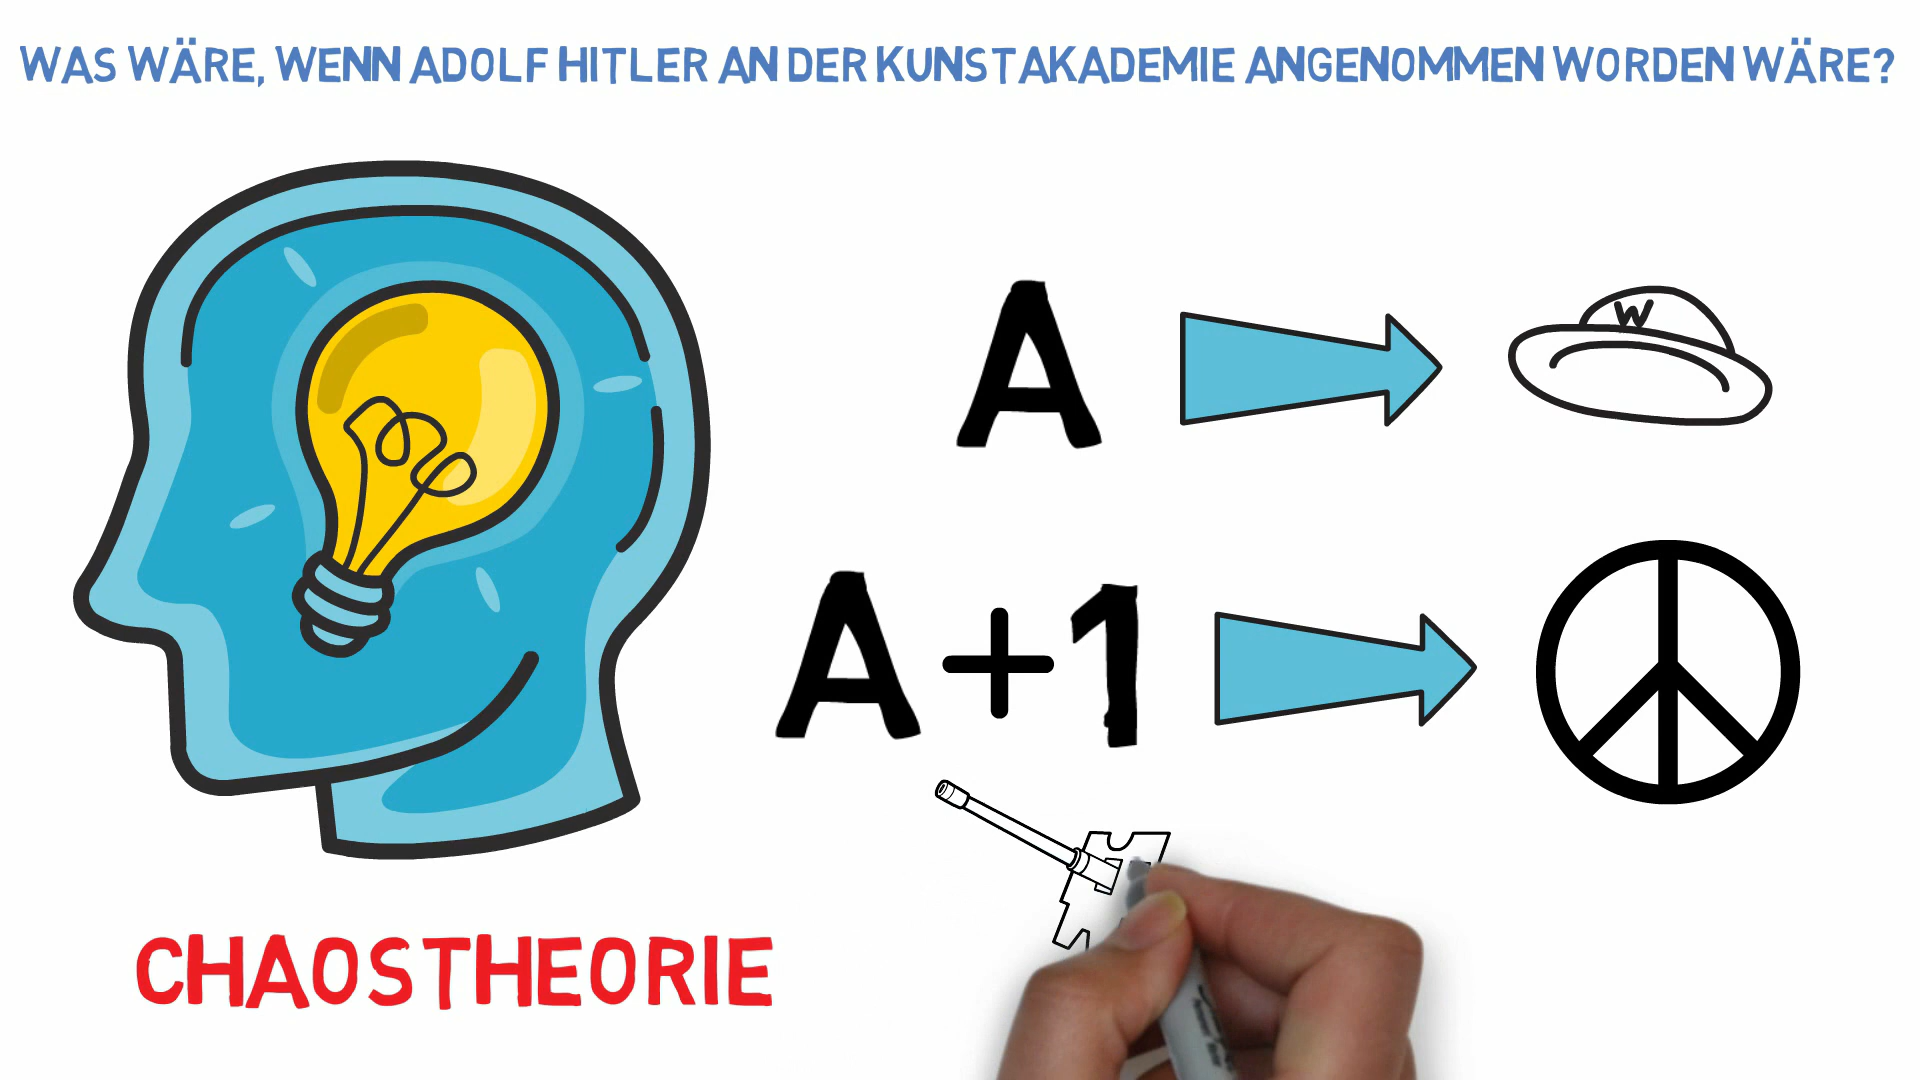 WAS WÄRE, WENN ADOLF HITLER AN DER KUNSTAKADEMIE ANGENOMMEN WORDEN WÄRE?
A
W
A+1
CHAOSTHEORIE